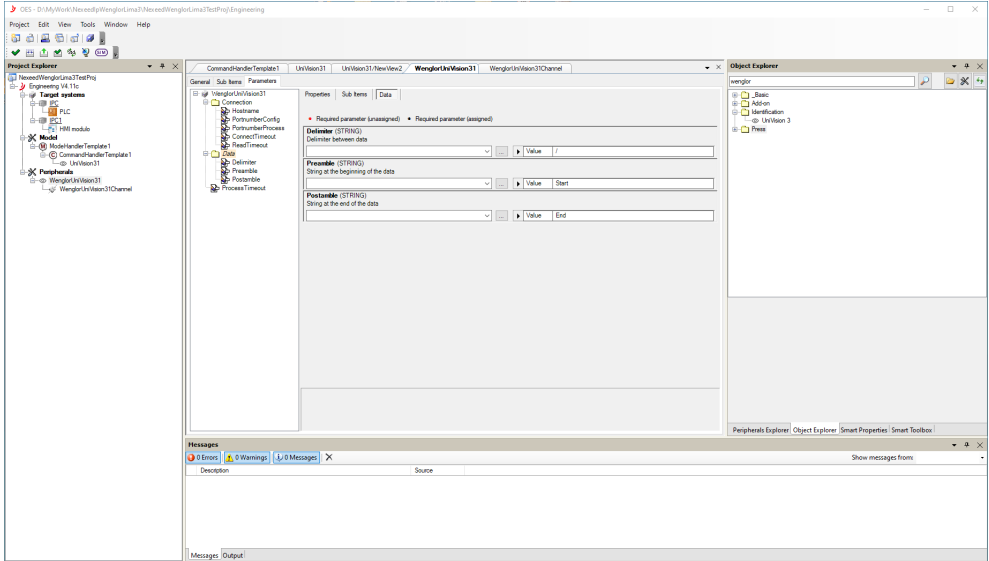 OES - D:\MyWork\NexeedIpWenglorLima3\NexeedWenglorLima3TestProj\Engineering
Project Edit View Tools Window Help
SIM
Project Explorer
NexeedWenglorLima3TestProj
Engineering V4.11c
Target systems
IPC
PLC
IPC1
HMI modulo
Model
ModeHandlerTemplate1
CommandHandlerTemplate1
UniVision31
Peripherals
WenglorUniVision31
WenglorUniVision31Channel
CommandHandlerTemplate1 UniVision31 UniVision31/NewView2 WenglorUniVision31 WenglorUniVision31Channel
General Sub Items Parameters
WenglorUniVision31
Connection
Hostname
PortnumberConfig
PortnumberProcess
ConnectTimeout
ReadTimeout
Data
Delimiter
Preamble
Postamble
ProcessTimeout
Properties Sub Items Data
Required parameter (unassigned) Required parameter (assigned)
Delimiter (STRING)
Delimiter between data
... Value /
Preamble (STRING)
String at the beginning of the data
... Value Start
Postamble (STRING)
String at the end of the data
... Value End
Object Explorer
wenglor
_Basic
Add-on
Identification
UniVision 3
Press
Peripherals Explorer Object Explorer Smart Properties Smart Toolbox
Messages
0 Errors 0 Warnings 0 Messages Show messages from:
Description Source
Messages Output